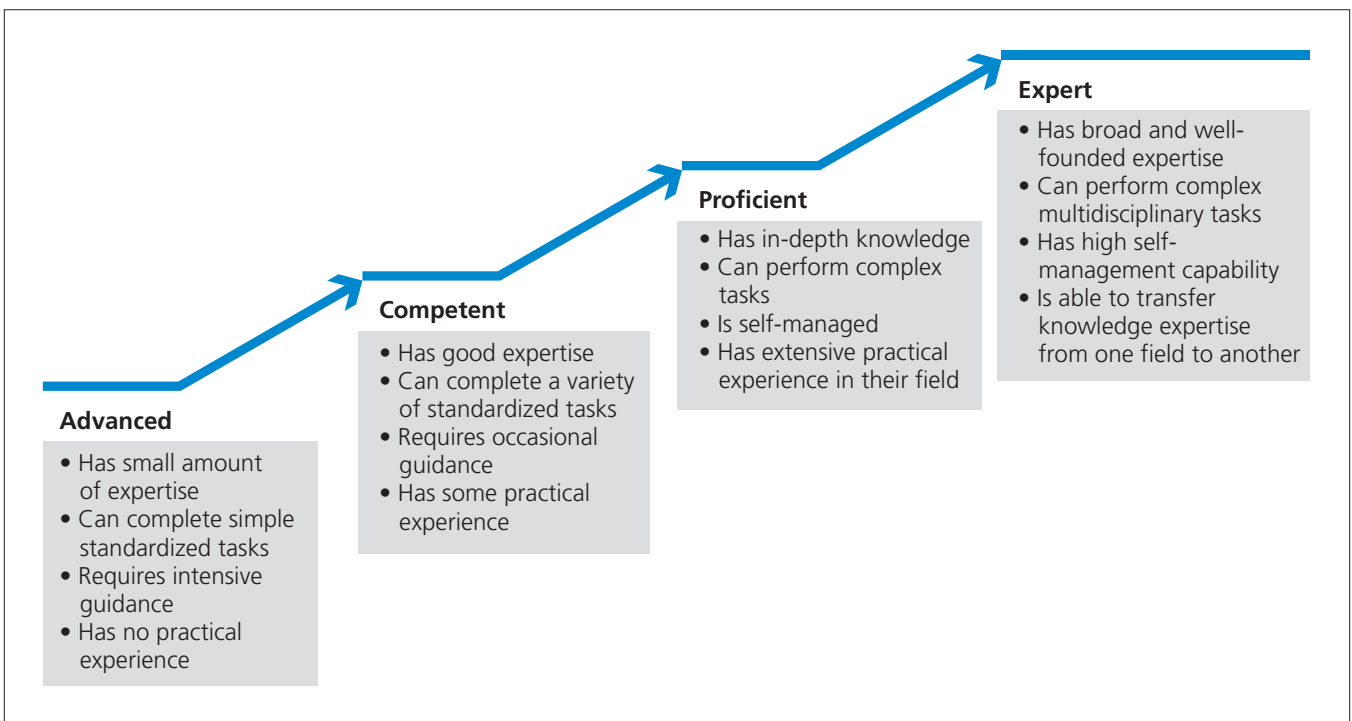 Advanced
• Has small amount
of expertise
• Can complete simple
standardized tasks
• Requires intensive
guidance
• Has no practical
experience
Competent
• Has good expertise
• Can complete a variety
of standardized tasks
• Requires occasional
guidance
• Has some practical
experience
Proficient
• Has in-depth knowledge
• Can perform complex
tasks
• Is self-managed
• Has extensive practical
experience in their field
Expert
• Has broad and well-
founded expertise
• Can perform complex
multidisciplinary tasks
• Has high self-
management capability
• Is able to transfer
knowledge expertise
from one field to another